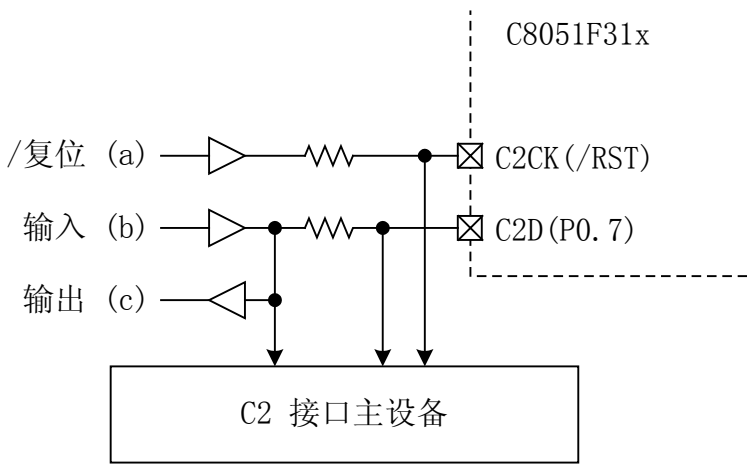 C8051F31x
/复位 (a)
C2CK(/RST)
输入 (b)
C2D(P0.7)
输出 (c)
C2 接口主设备